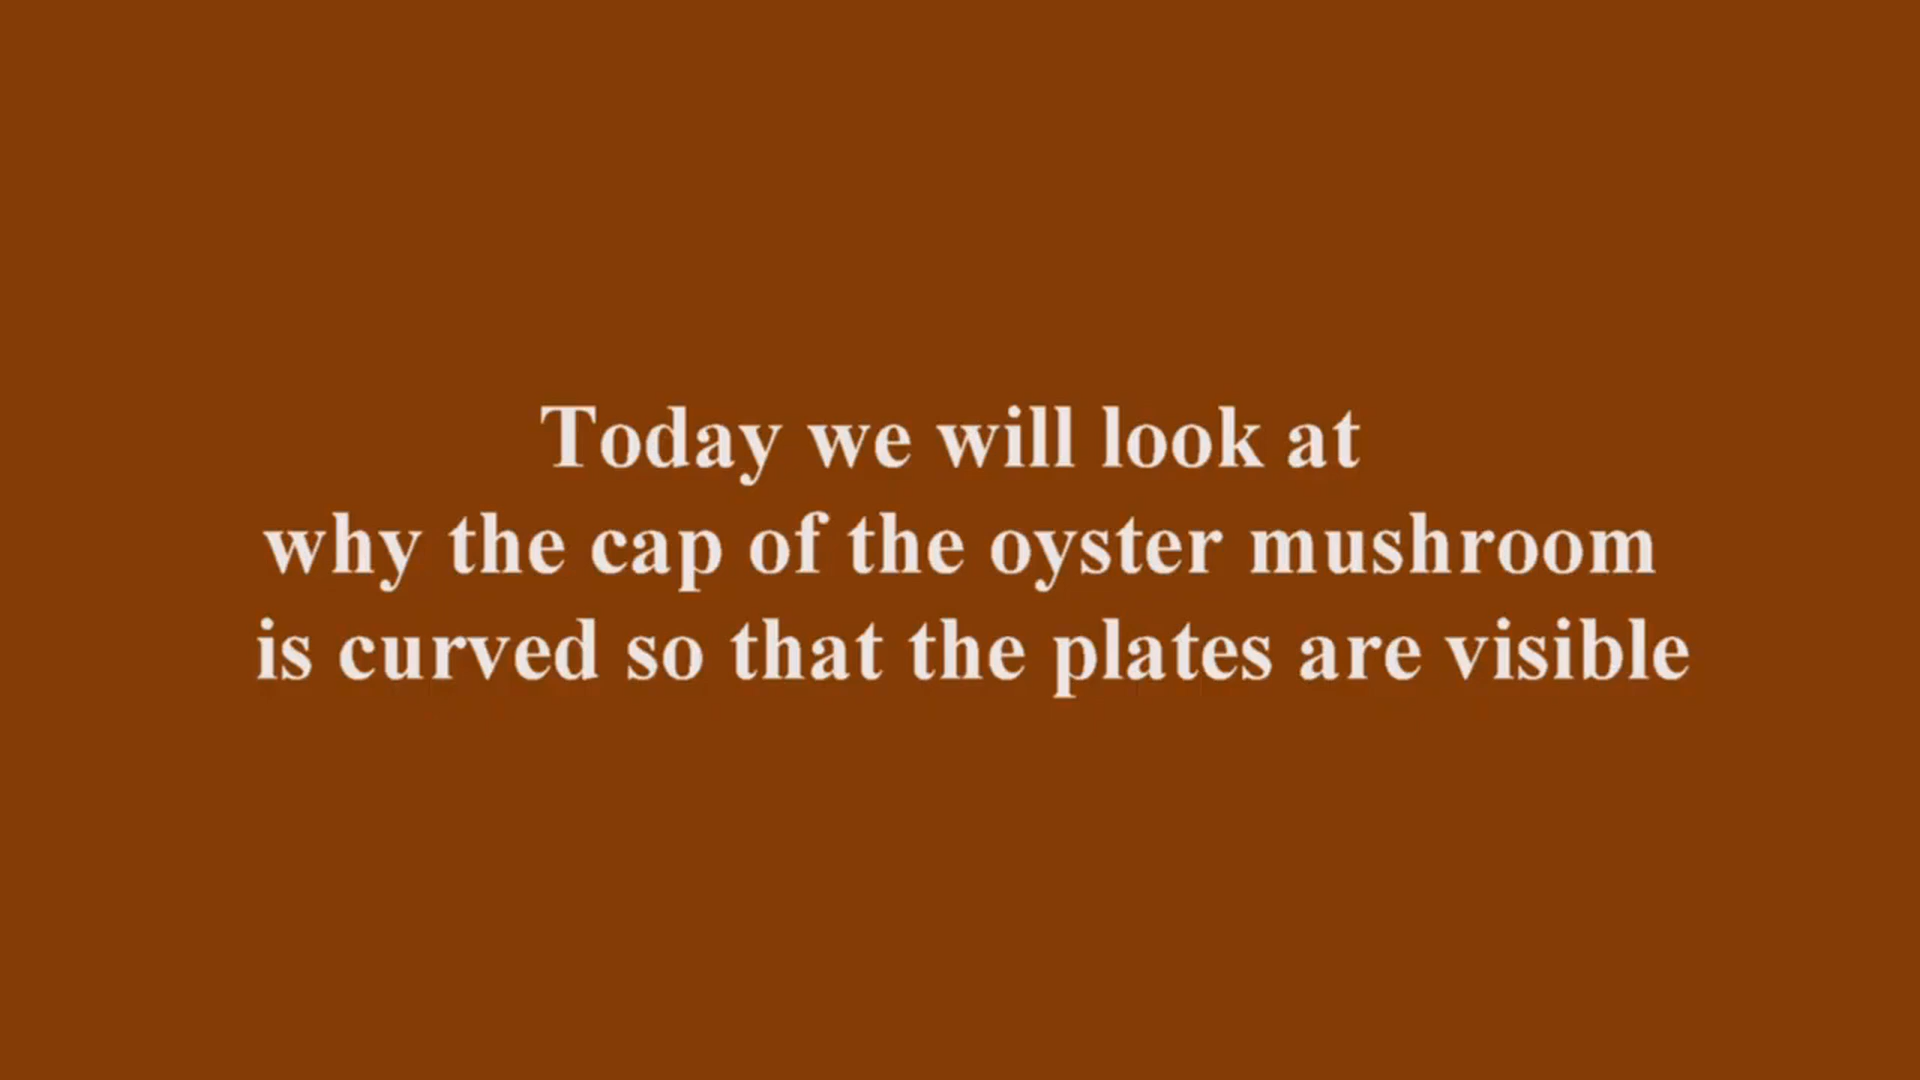 Today we will look at
why the cap of the oyster mushroom
is curved so that the plates are visible